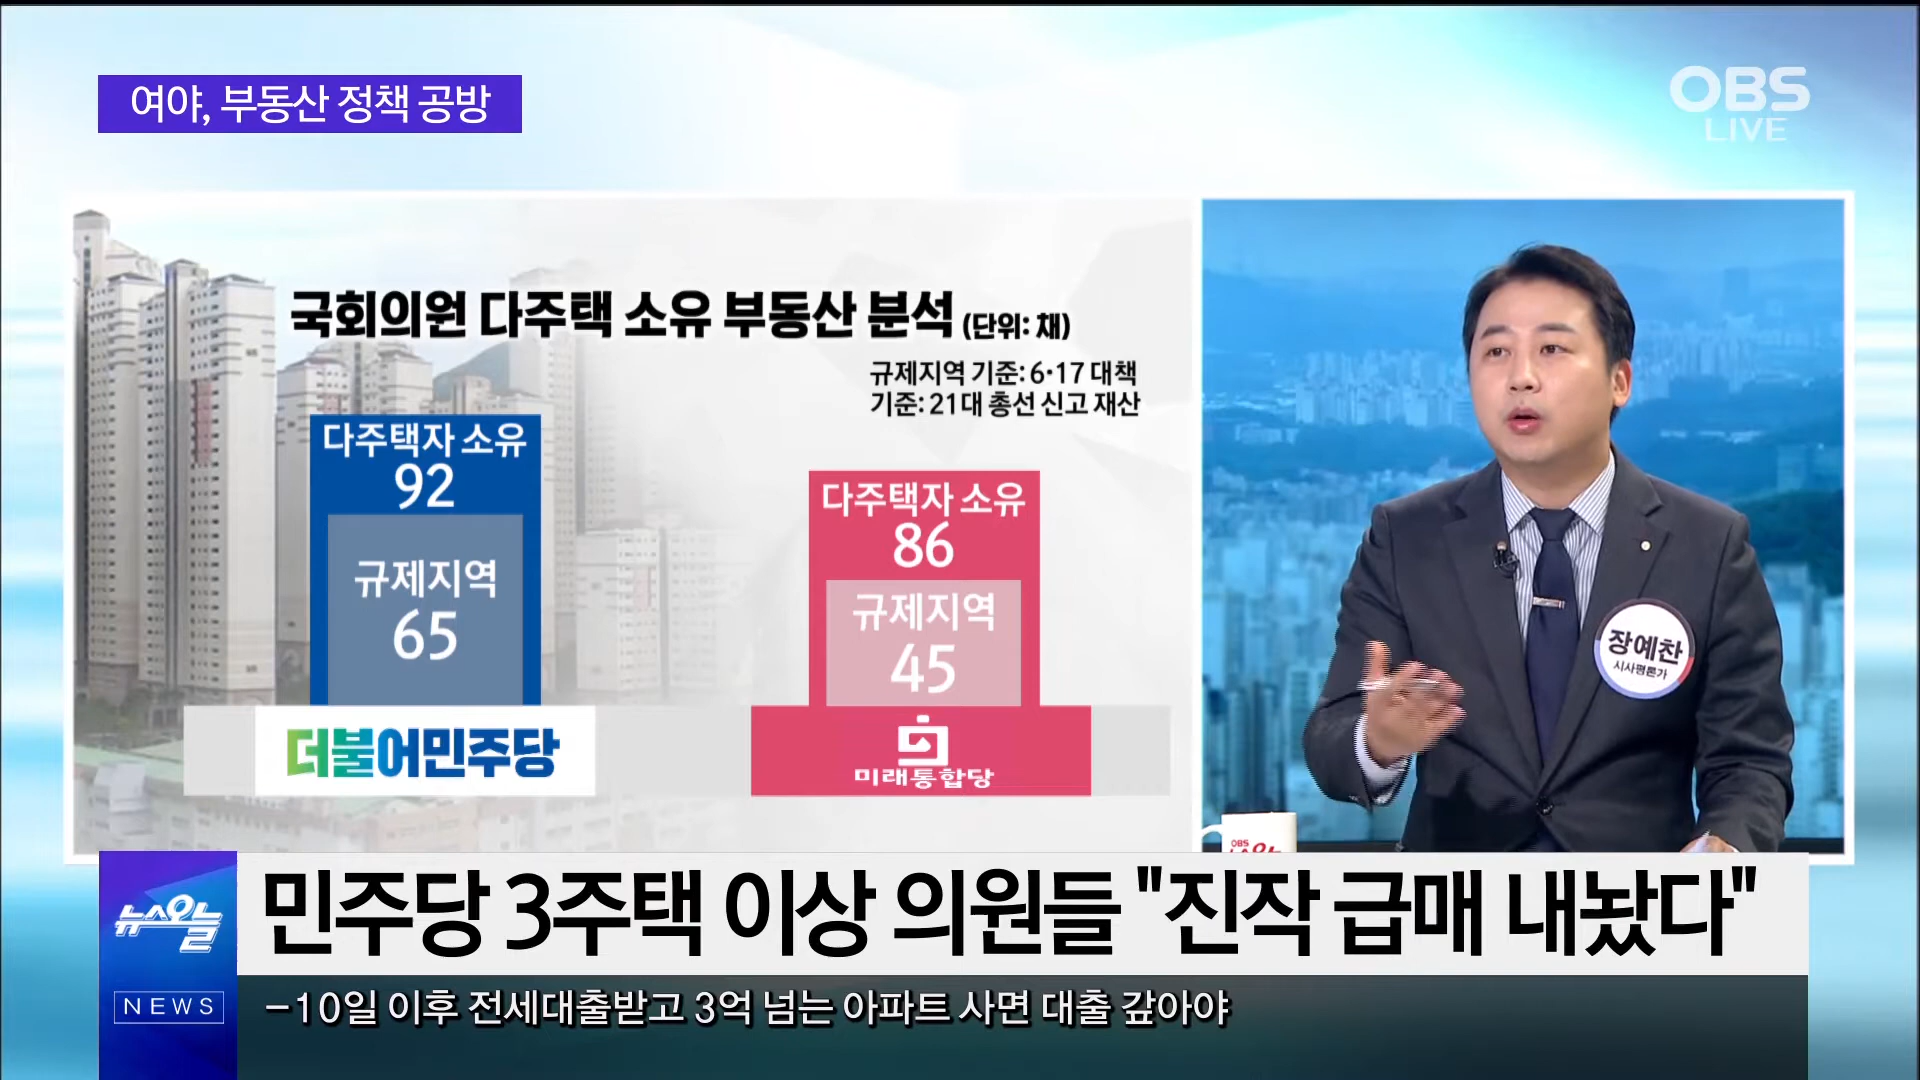 여야, 부동산 정책 공방
OBS
LIVE
국회의원 다주택 소유 부동산 분석 (단위: 채)
규제지역 기준: 6·17 대책
기준: 21대 총선 신고 재산
다주택자 소유
92
규제지역
65
더불어민주당
다주택자 소유
86
규제지역
45
미래통합당
장예찬
시사평론가
OBS
뉴스오늘
민주당 3주택 이상 의원들 "진작 급매 내놨다"
NEWS
-10일 이후 전세대출받고 3억 넘는 아파트 사면 대출 갚아야